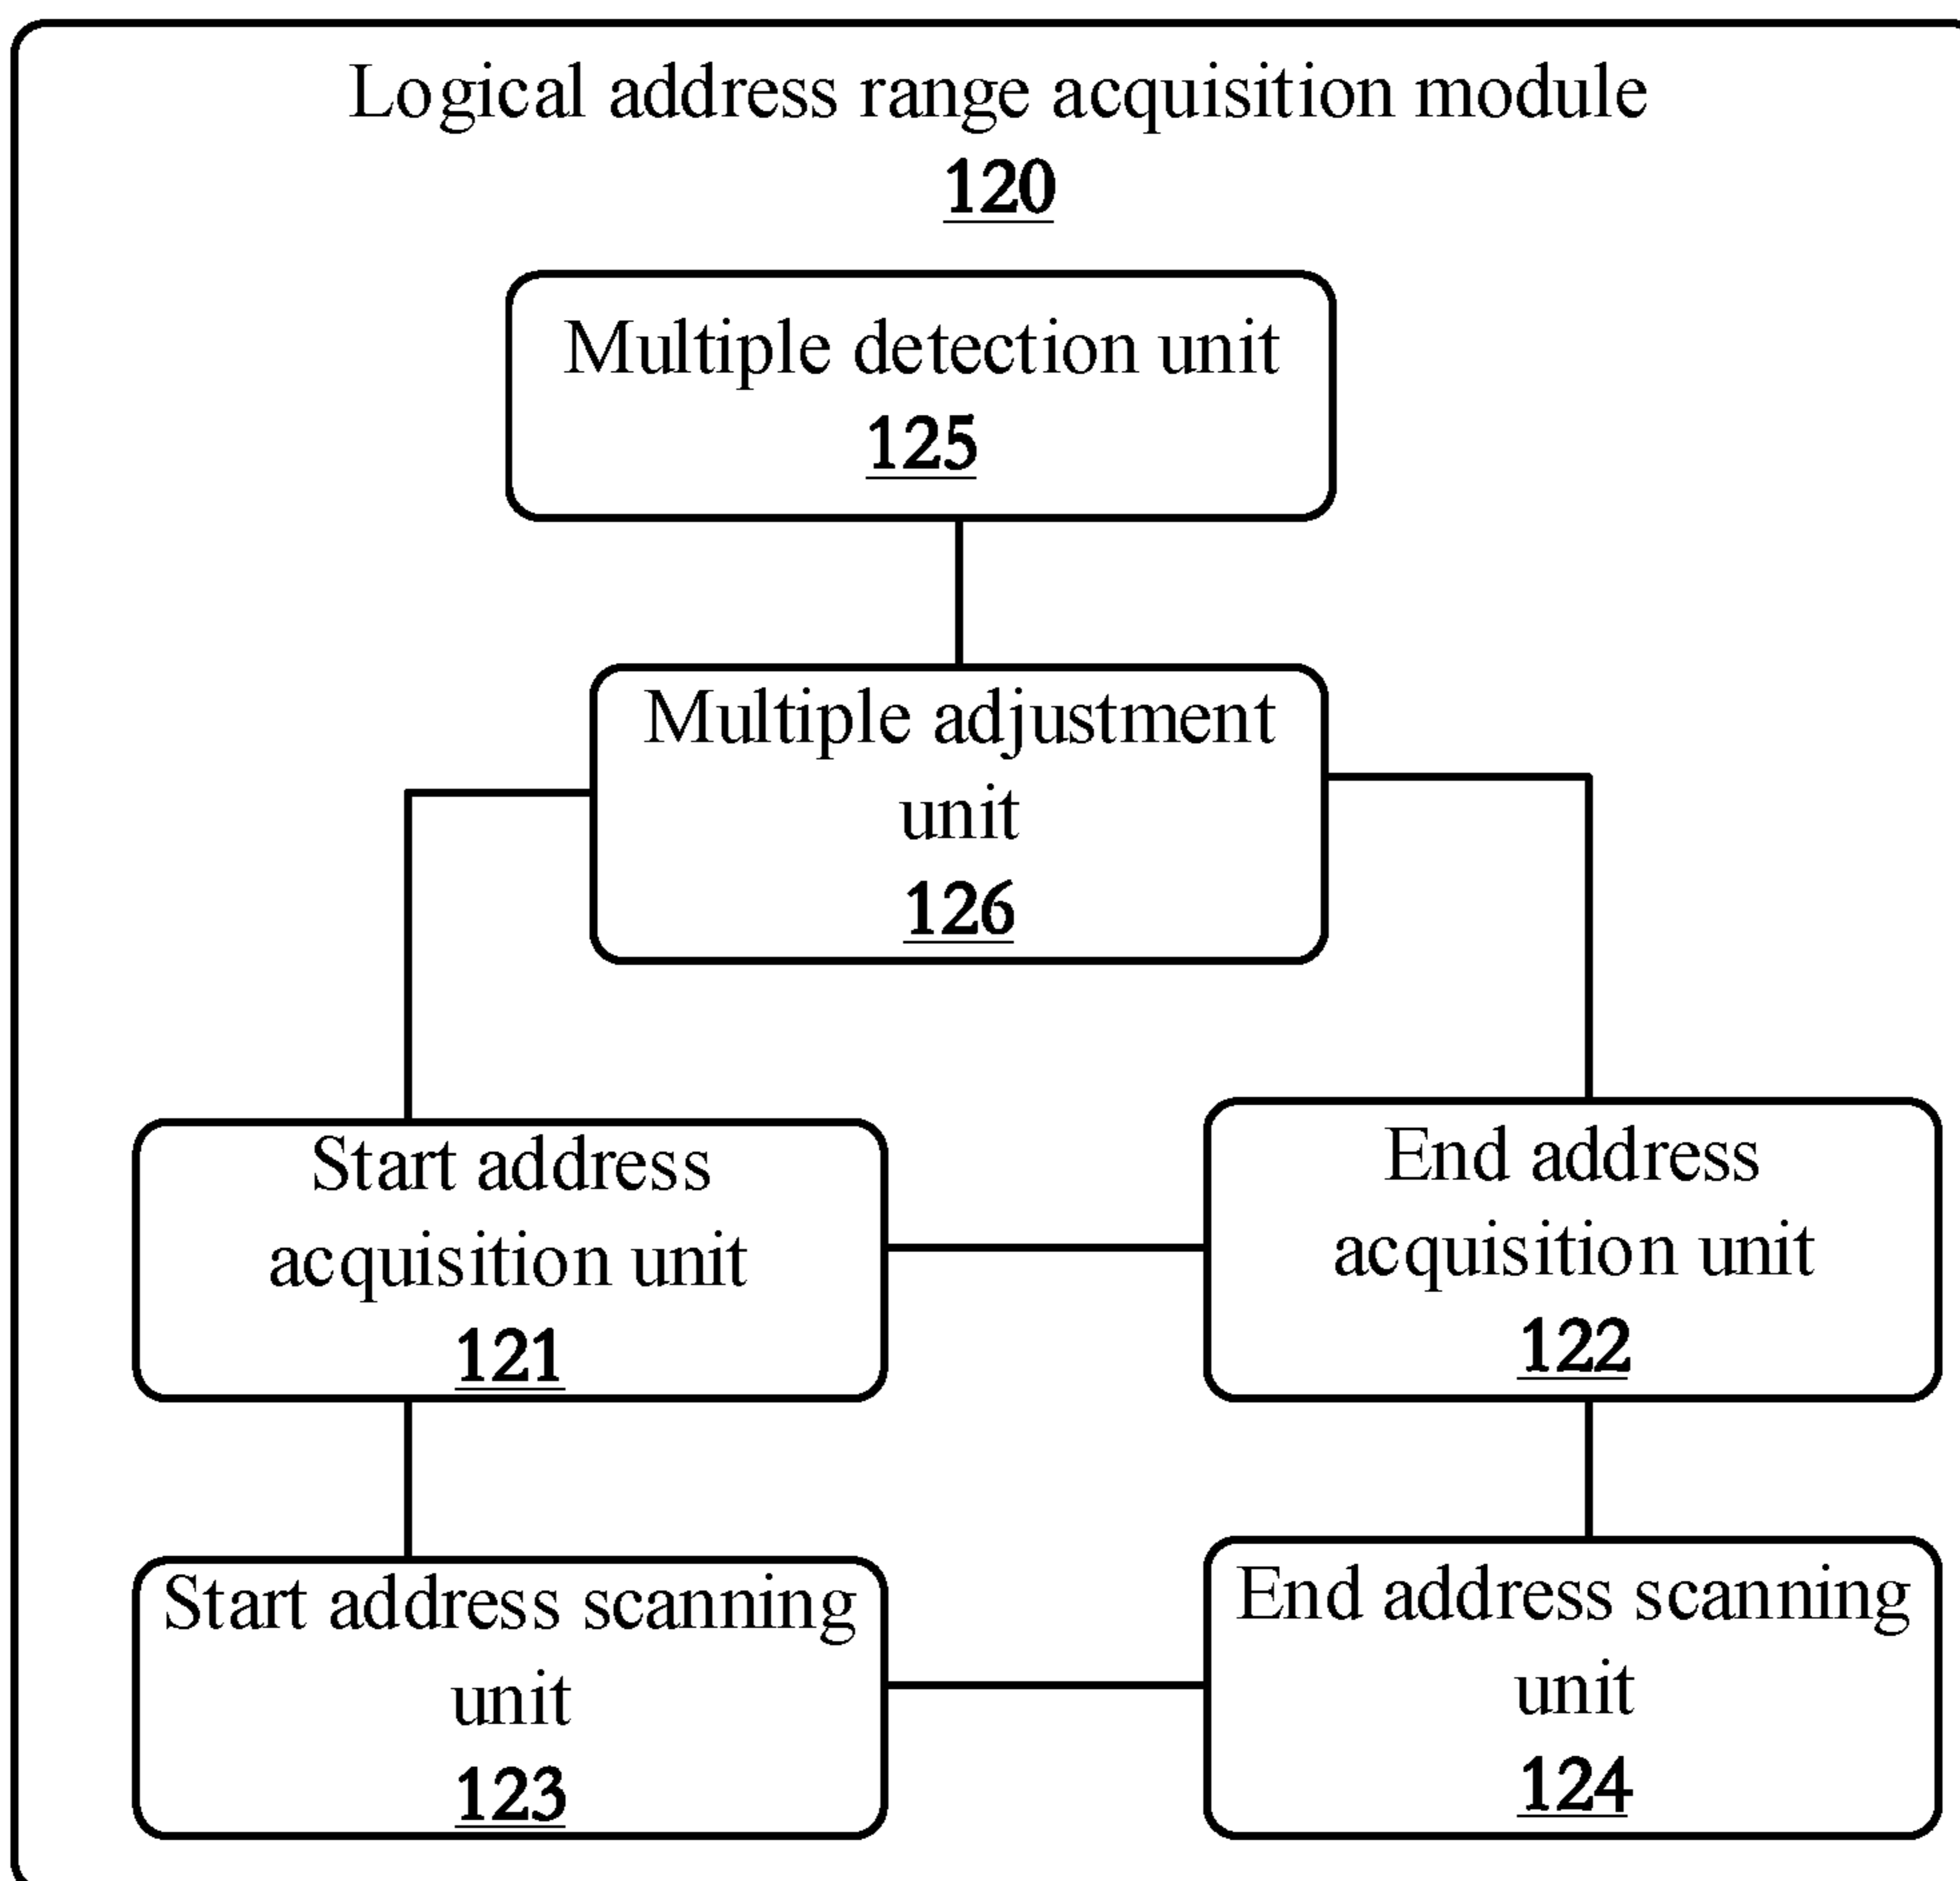 Logical address range acquisition module
120
Multiple detection unit
125
Multiple adjustment
unit
126
Start address
acquisition unit
121
End address
acquisition unit
122
Start address scanning
unit
123
End address scanning
unit
124